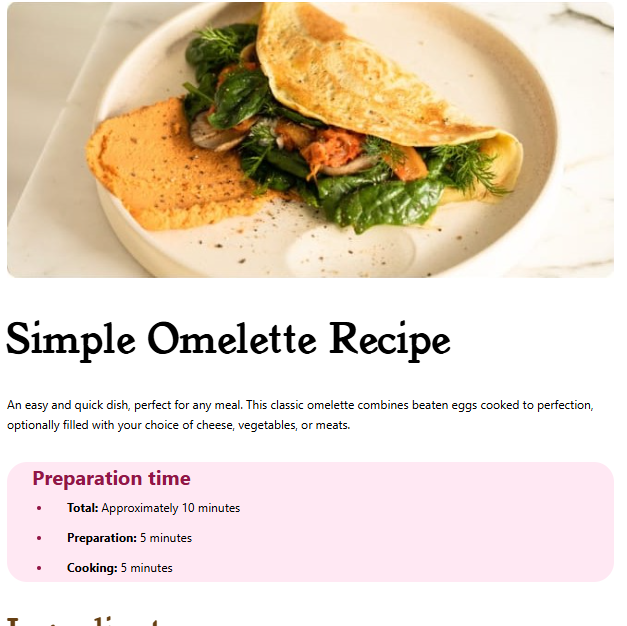 Simple Omelette Recipe
An easy and quick dish, perfect for any meal. This classic omelette combines beaten eggs cooked to perfection,
optionally filled with your choice of cheese, vegetables, or meats.
Preparation time
• Total: Approximately 10 minutes
• Preparation: 5 minutes
• Cooking: 5 minutes